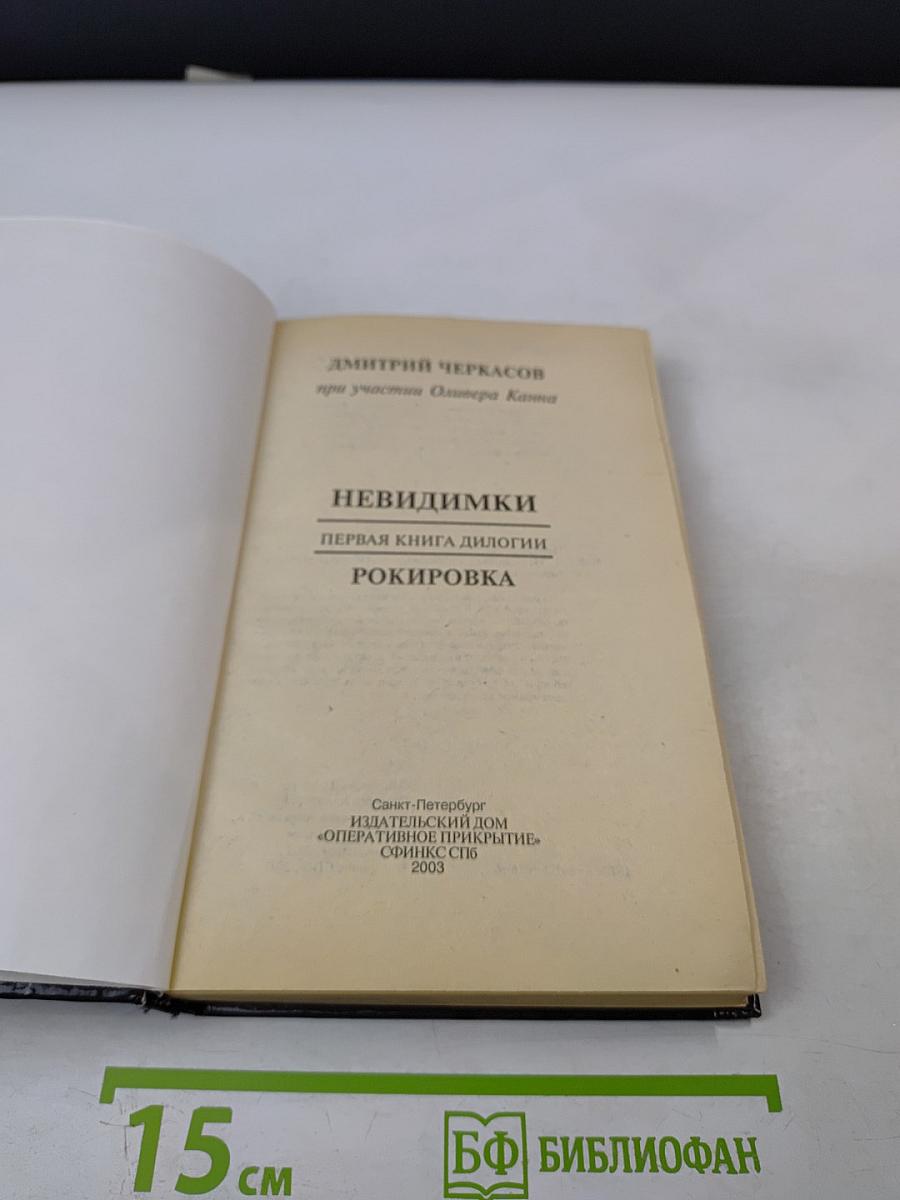 ДМИТРИЙ ЧЕРКАСОВ
при участии Оливера Канна
НЕВИДИМКИ
ПЕРВАЯ КНИГА ДИЛОГИИ
РОКИРОВКА
Санкт-Петербург
ИЗДАТЕЛЬСКИЙ ДОМ
«ОПЕРАТИВНОЕ ПРИКРЫТИЕ»
СФИНКС СПб
2003
15 см
БФ БИБЛИОФАН